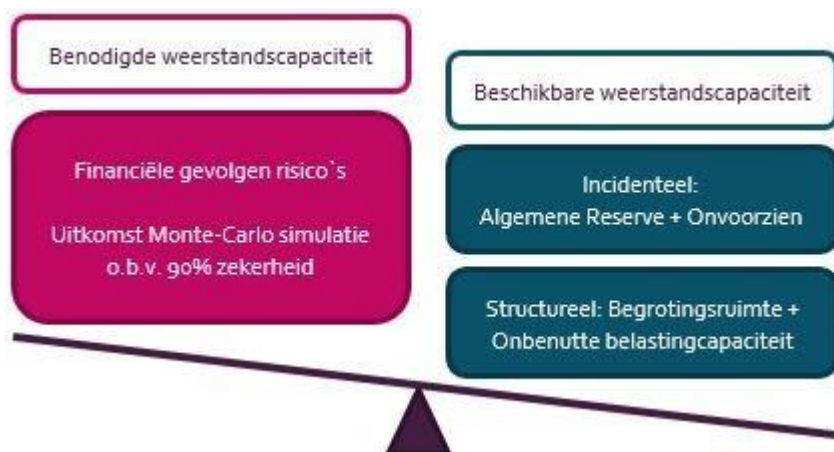 Benodigde weerstandscapaciteit
Financiële gevolgen risico`s
Uitkomst Monte-Carlo simulatie
o.b.v. 90% zekerheid
Beschikbare weerstandscapaciteit
Incidenteel:
Algemene Reserve + Onvoorzien
Structureel: Begrotingsruimte +
Onbenutte belastingcapaciteit